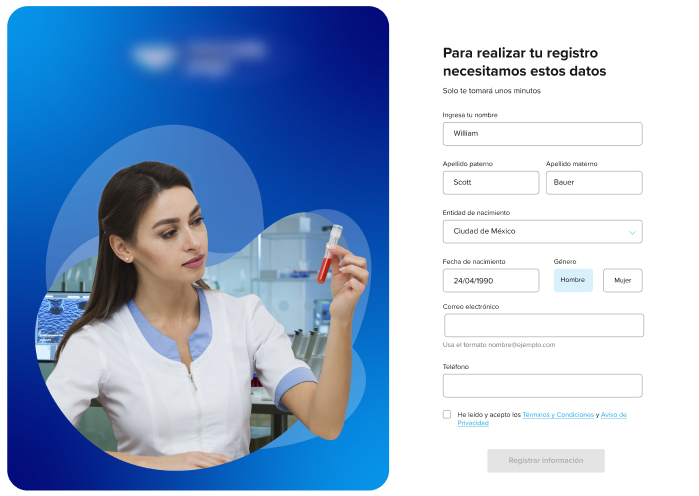 Para realizar tu registro
necesitamos estos datos
Solo te tomará unos minutos
Ingresa tu nombre
William
Apellido paterno Apellido materno
Scott Bauer
Entidad de nacimiento
Ciudad de México
Fecha de nacimiento Género
24/04/1990 Hombre Mujer
Correo electrónico
Usa el formato nombre@ejemplo.com
Teléfono
He leído y acepto los Términos y Condiciones y Aviso de
Privacidad
Registrar información